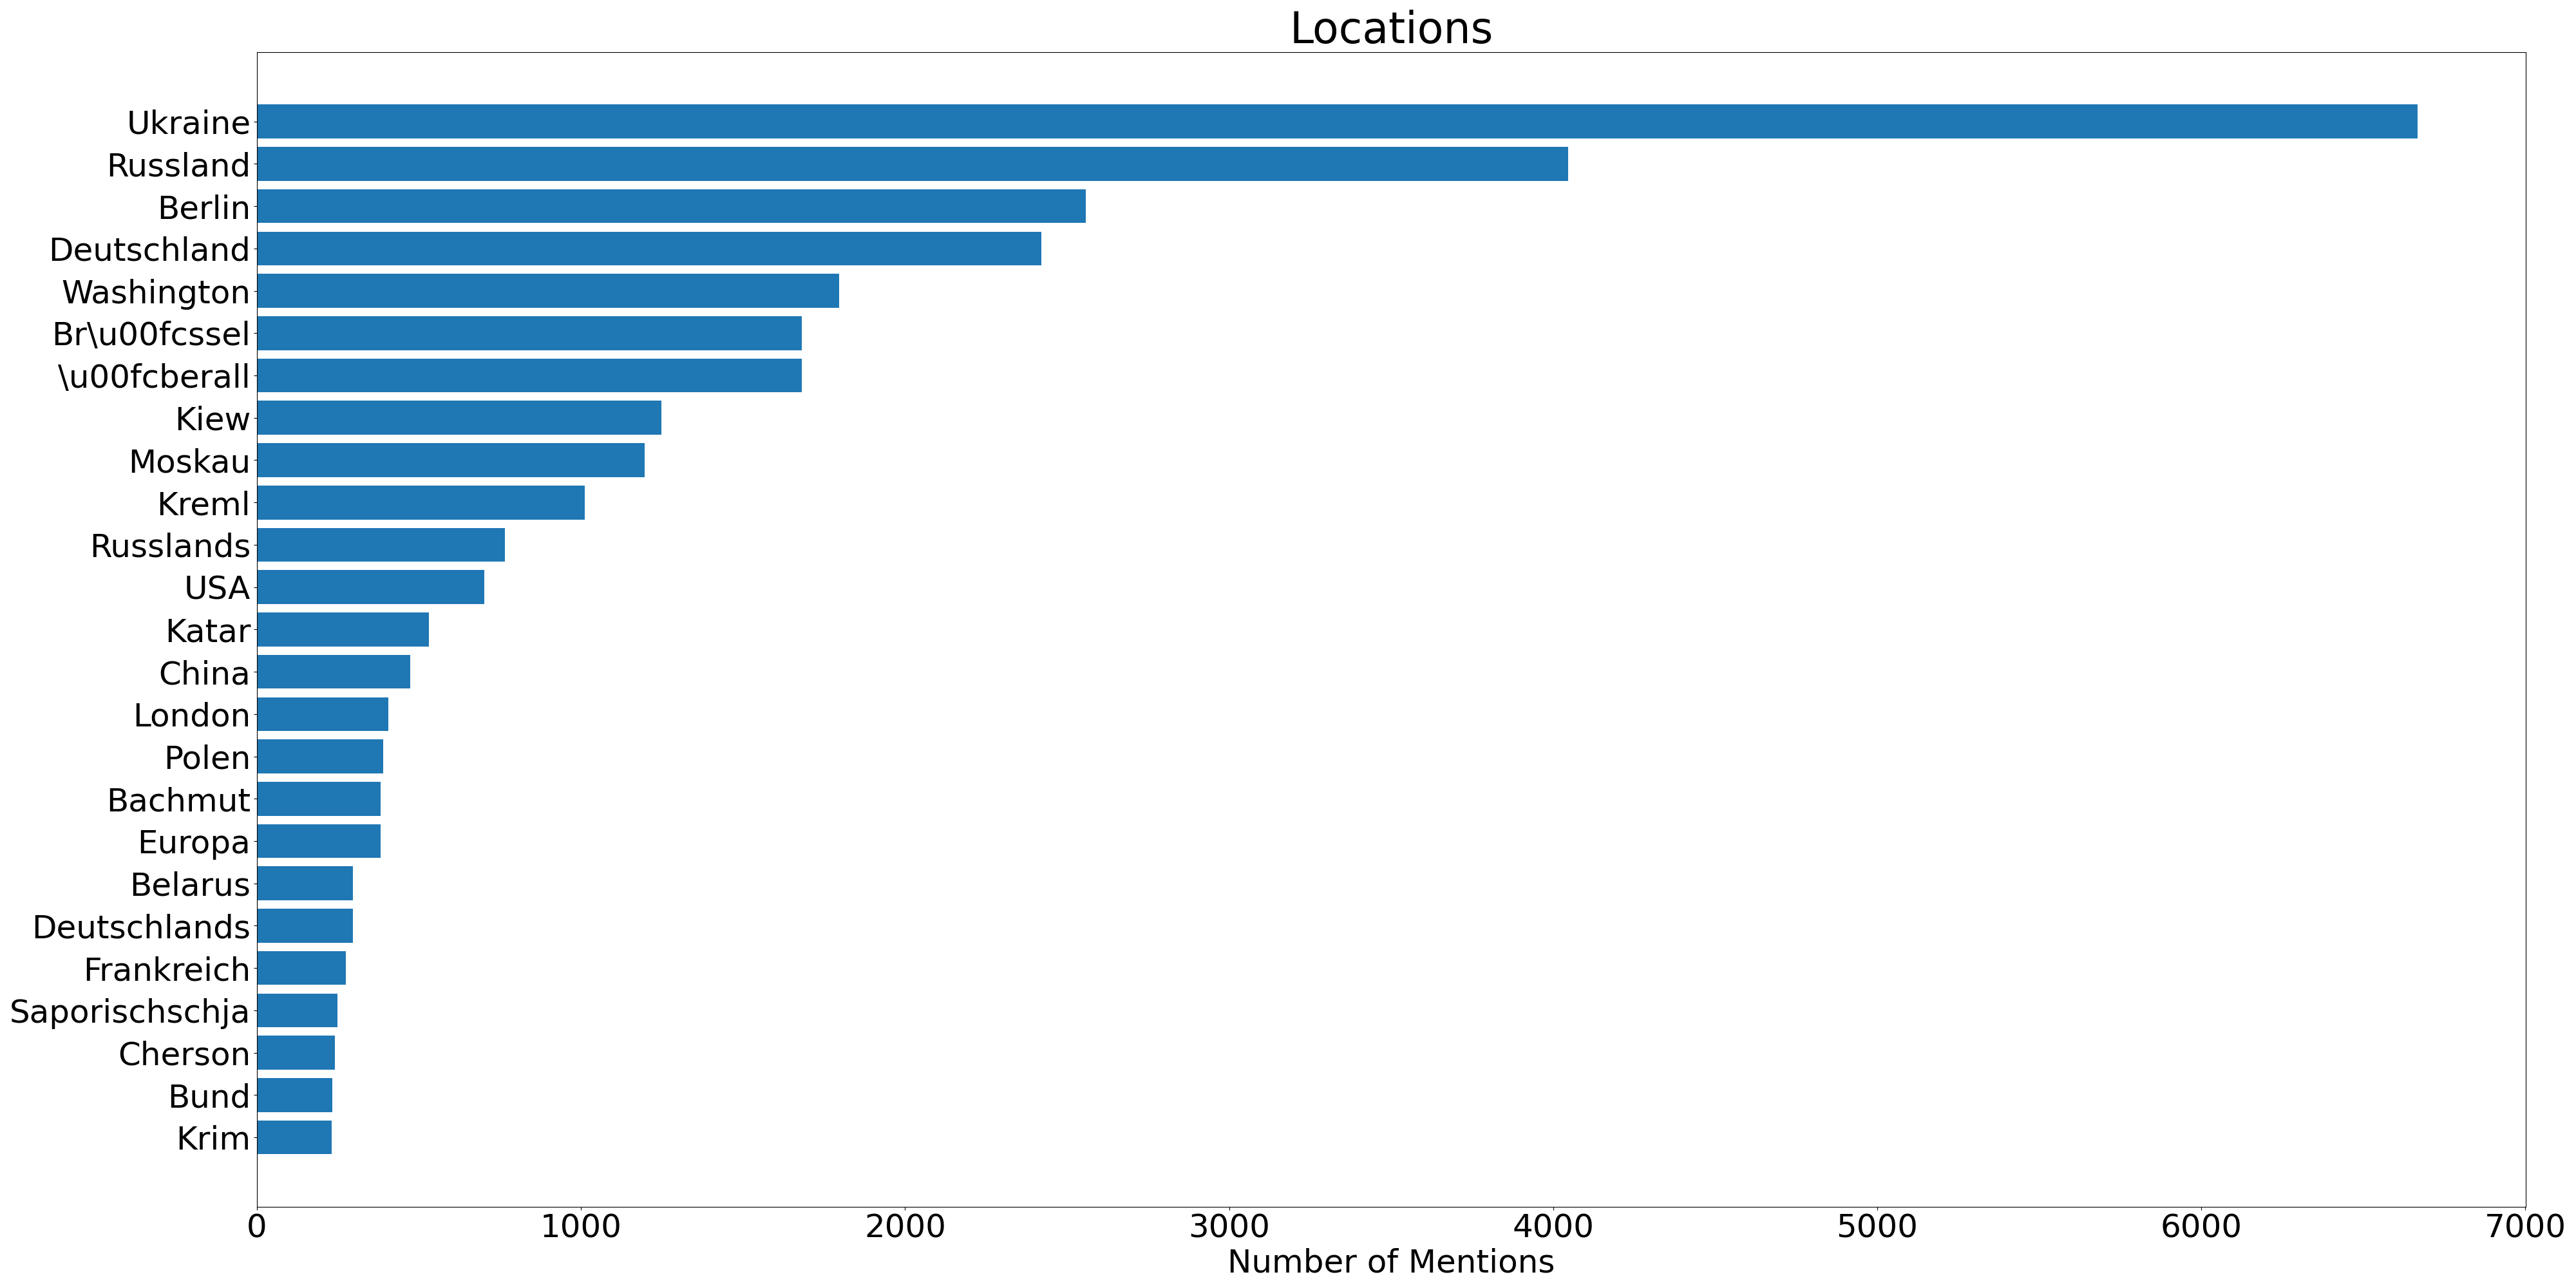 Locations
Ukraine
Russland
Berlin
Deutschland
Washington
Br\u00fcssel
\u00fcberall
Kiew
Moskau
Kreml
Russlands
USA
Katar
China
London
Polen
Bachmut
Europa
Belarus
Deutschlands
Frankreich
Saporischschja
Cherson
Bund
Krim
0 1000 2000 3000 4000 5000 6000 7000
Number of Mentions